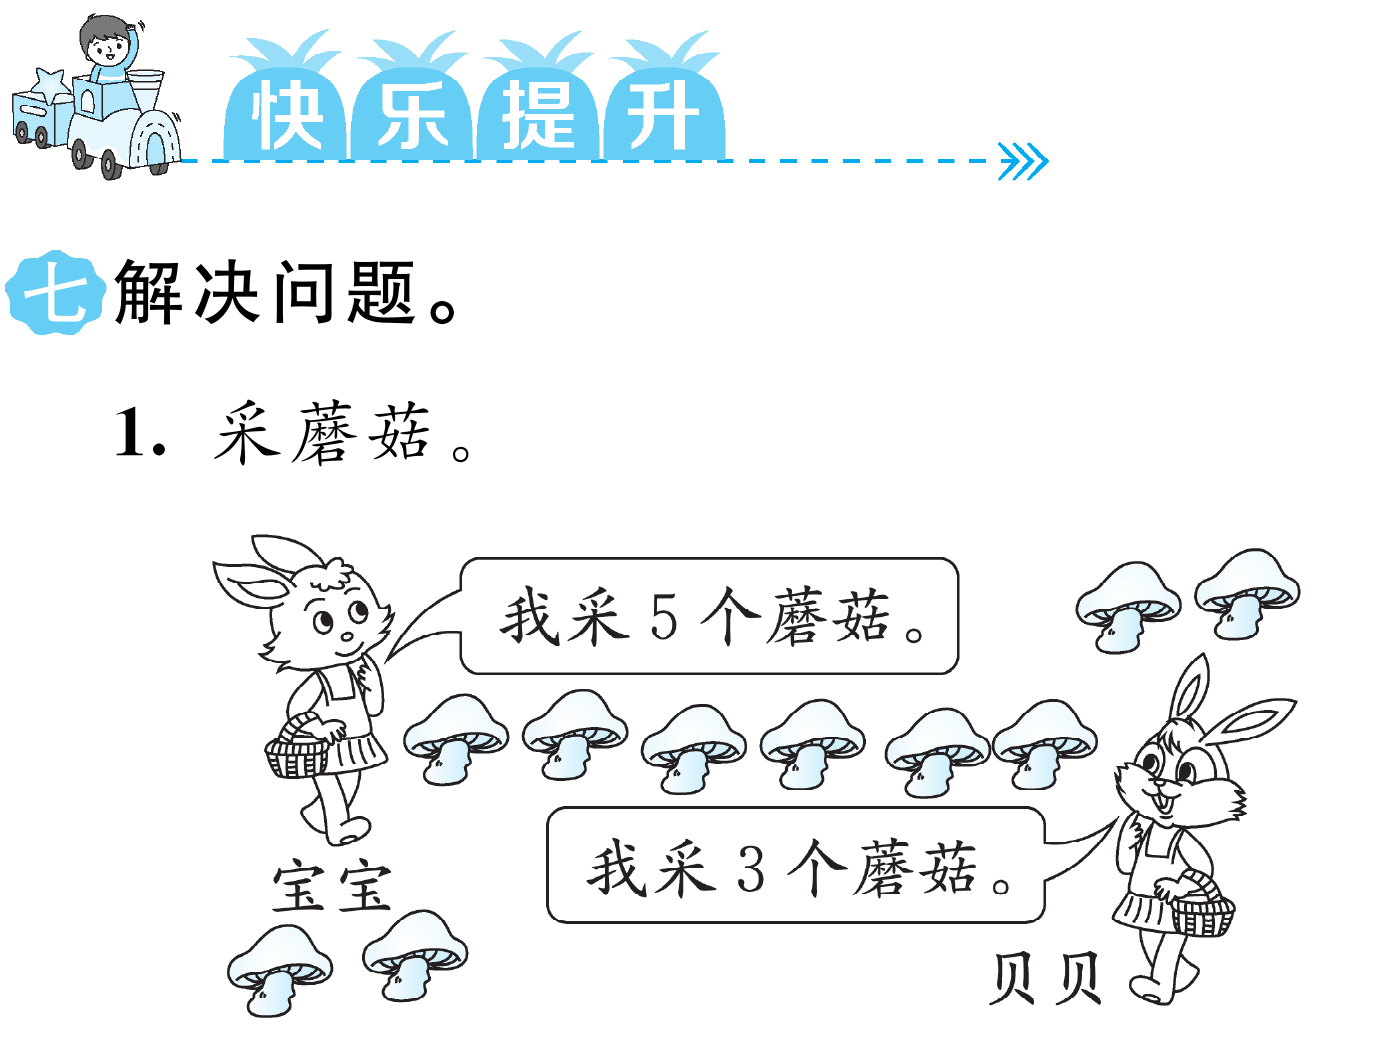 快乐提升
七 解决问题。
1. 采蘑菇。
我采5个蘑菇。
我采3个蘑菇。
宝宝
贝贝